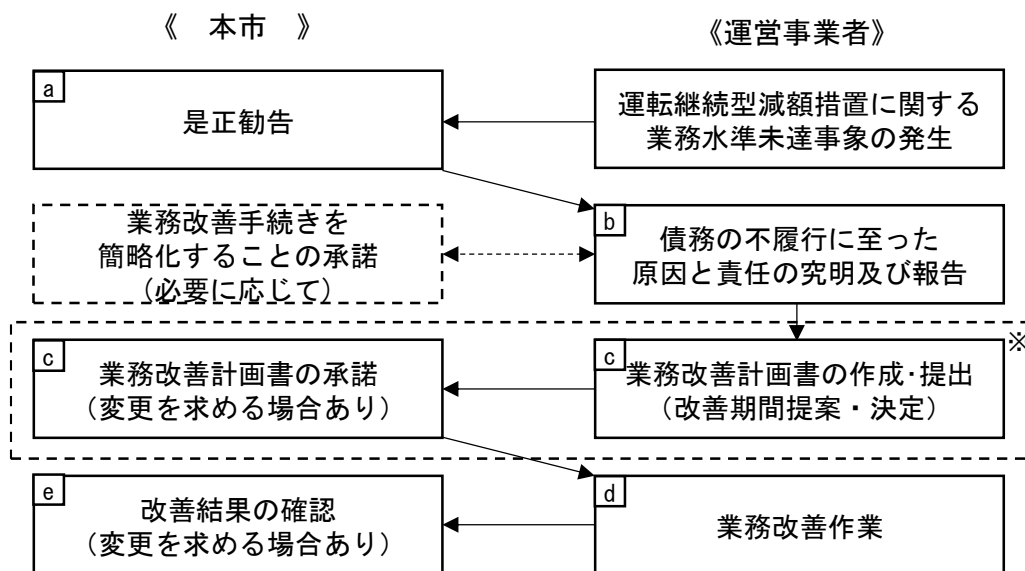 《　本市　》
《運営事業者》
a
是正勧告
運転継続型減額措置に関する
業務水準未達事象の発生
業務改善手続きを
簡略化することの承諾
（必要に応じて）
b
債務の不履行に至った
原因と責任の究明及び報告
※
c
業務改善計画書の承諾
（変更を求める場合あり）
c
業務改善計画書の作成・提出
（改善期間提案・決定）
e
改善結果の確認
（変更を求める場合あり）
d
業務改善作業